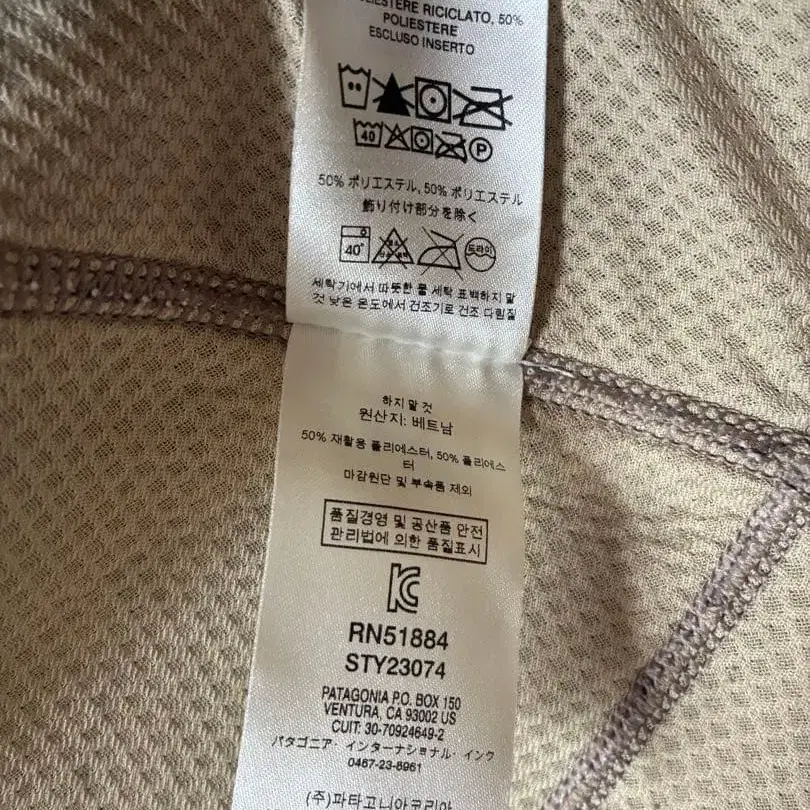 POLIESTERE RICICLATO, 50%
POLIESTERE
ESCLUSO INSERTO
40
P
50% ポリエステル, 50% ポリエステル
飾り付け部分を除く
40° 드라이
세탁기에서 따뜻한 물 세탁 표백하지 말
것 낮은 온도에서 건조기로 건조 다림질
하지 말 것
원산지: 베트남
50% 재활용 폴리에스터, 50% 폴리에스
터
마감원단 및 부속품 제외
품질경영 및 공산품 안전
관리법에 의한 품질표시
RN51884
STY23074
PATAGONIA P.O. BOX 150
VENTURA, CA 93002 US
CUIT: 30-70924649-2
パタゴニア・インターナショナル・インク
0467-23-8961
(주)파타고니아코리아